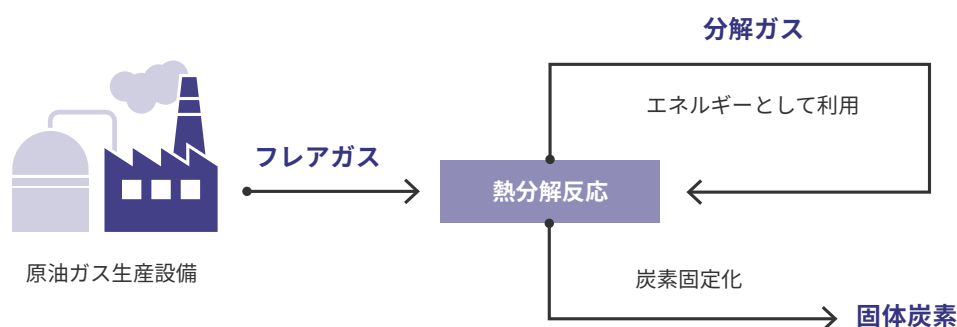 分解ガス
エネルギーとして利用
フレアガス
熱分解反応
原油ガス生産設備
炭素固定化
固体炭素